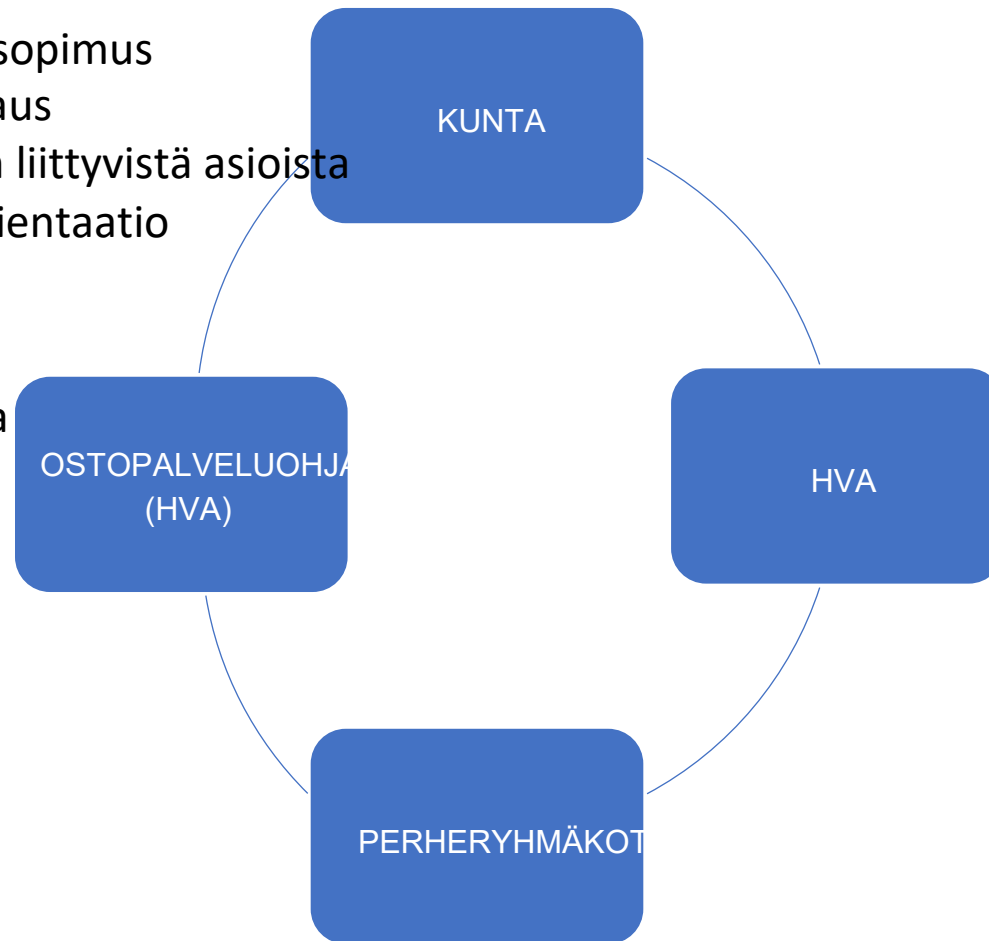 sopimus
aus
liittyvistä asioista
ientaatio
KUNTA
a
OSTOPALVELUOHJA
(HVA)
HVA
PERHERYHMÄKOT